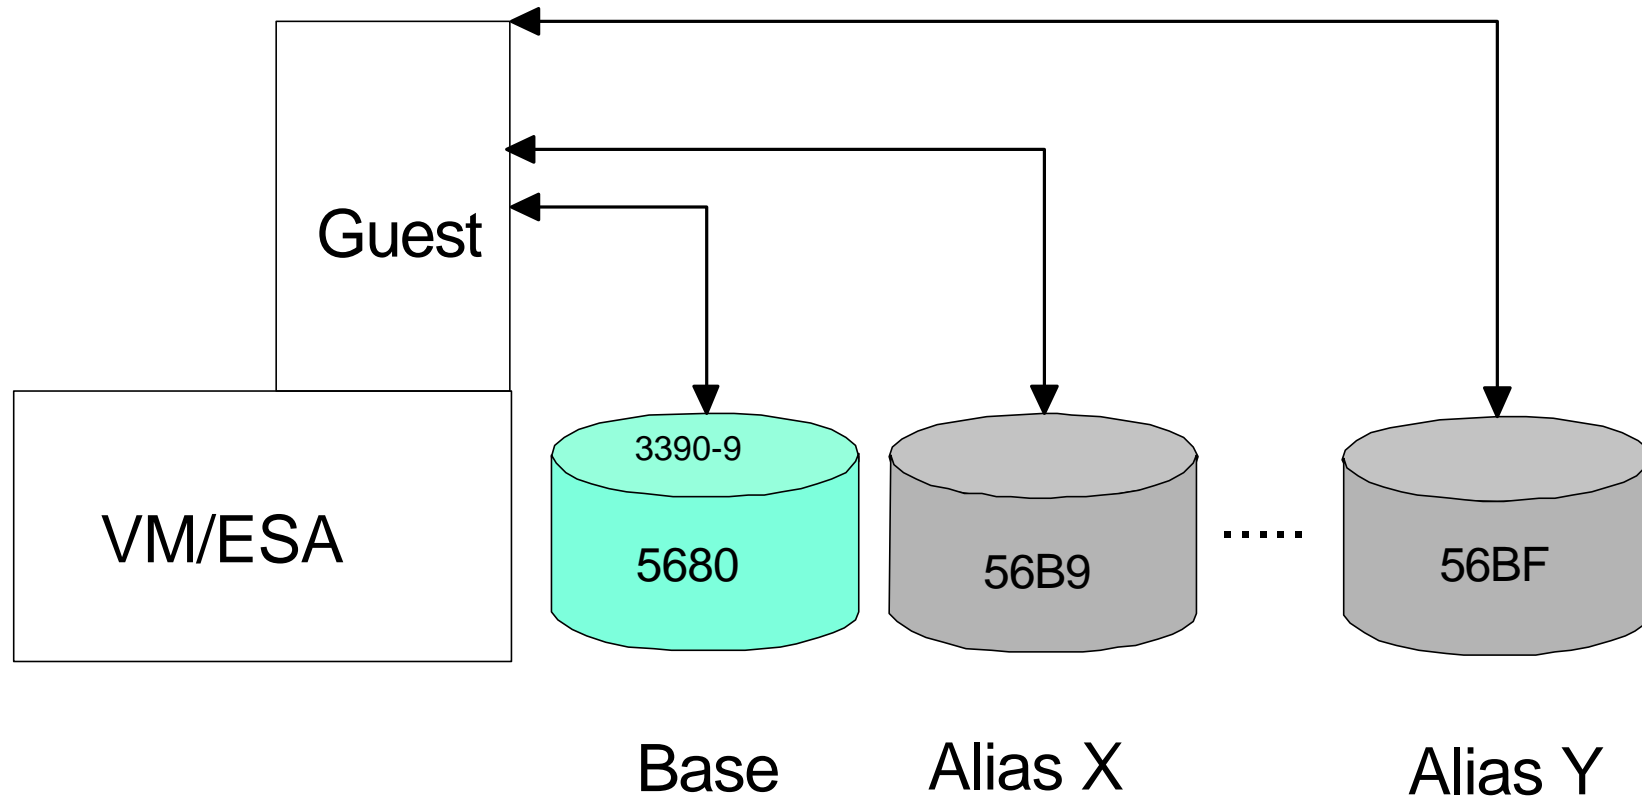 Guest
3390-9
VM/ESA
5680
56B9
.....
56BF
Base
Alias X
Alias Y